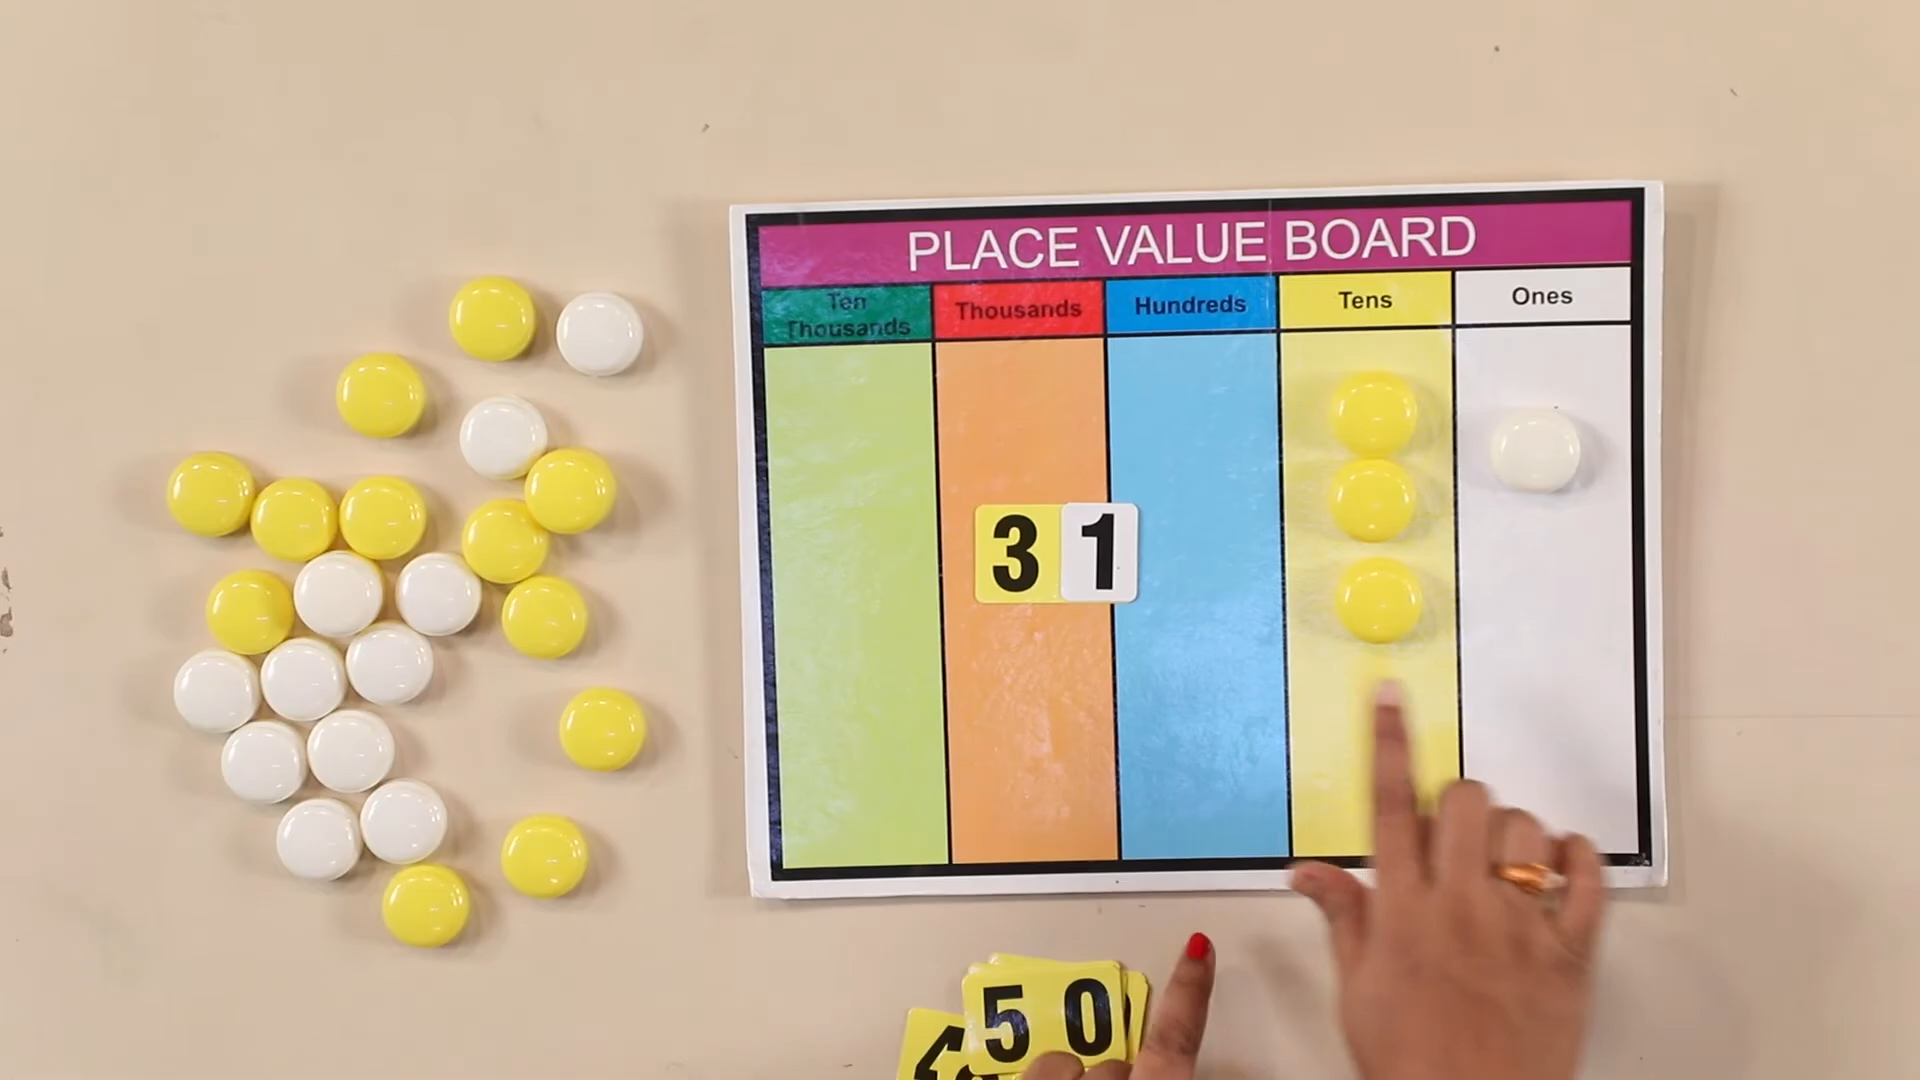 PLACE VALUE BOARD
Ten Thousands Thousands Hundreds Tens Ones
3 1
5 0